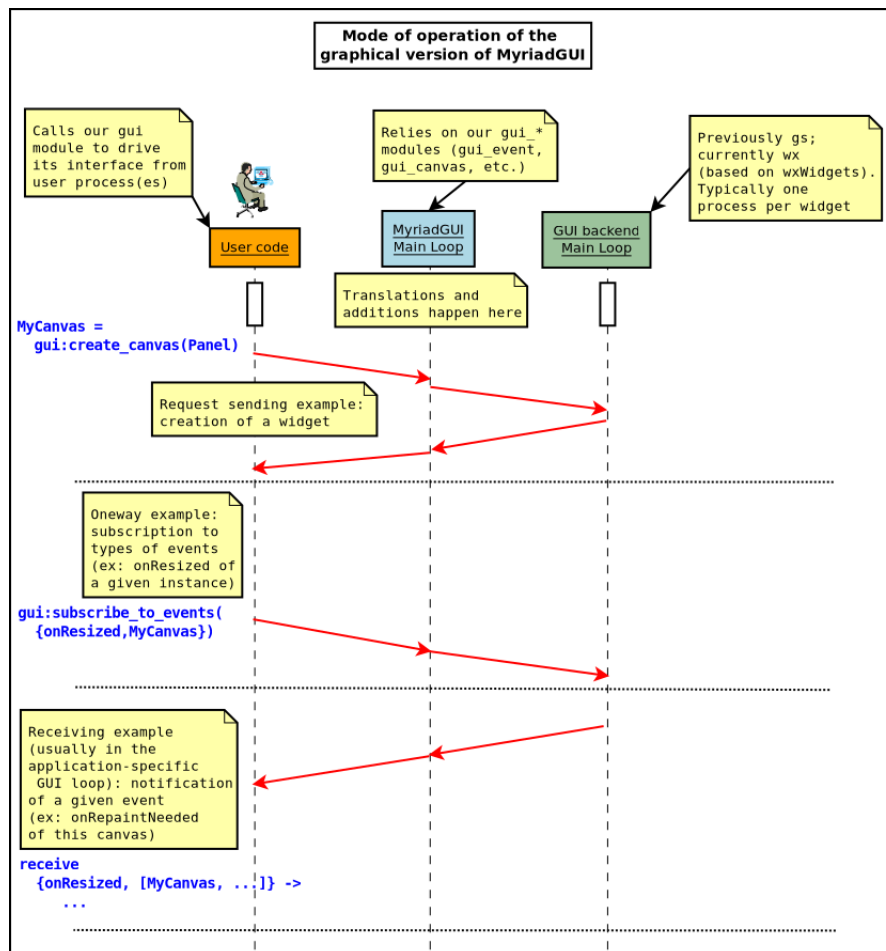 Mode of operation of the
graphical version of MyriadGUI
Calls our gui
module to drive
its interface from
user process(es)
Relies on our gui_*
modules (gui_event,
gui_canvas, etc.)
Previously gs;
currently wx
(based on wxWidgets).
Typically one
process per widget
User code
MyriadGUI
Main Loop
GUI backend
Main Loop
Translations and
additions happen here
MyCanvas =
gui:create_canvas(Panel)
Request sending example:
creation of a widget
Oneway example:
subscription to
types of events
(ex: onResized of
a given instance)
gui:subscribe_to_events(
{onResized,MyCanvas})
Receiving example
(usually in the
application-specific
GUI loop): notification
of a given event
(ex: onRepaintNeeded
of this canvas)
receive
{onResized, [MyCanvas, ...]} ->
...